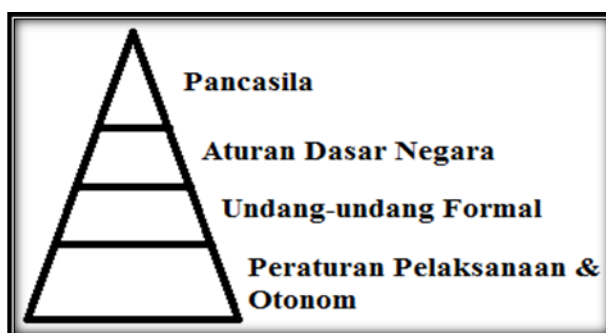 Pancasila
Aturan Dasar Negara
Undang-undang Formal
Peraturan Pelaksanaan &
Otonom